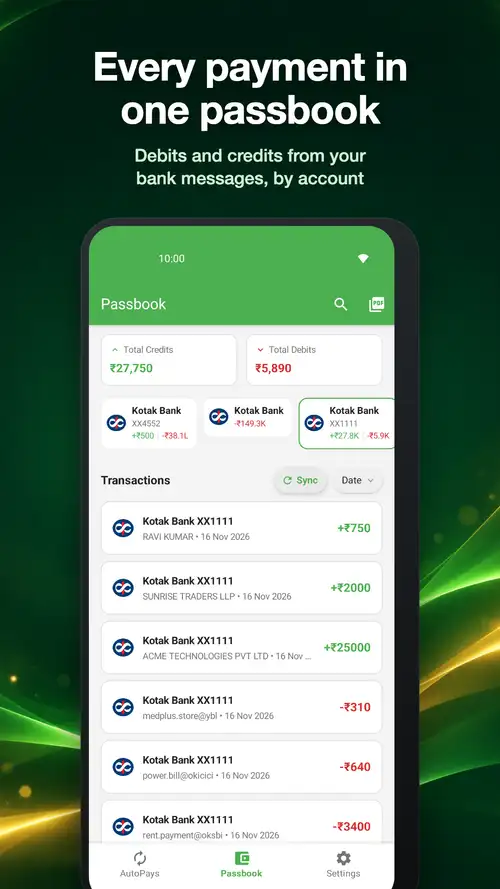 Every payment in
one passbook
Debits and credits from your
bank messages, by account
10:00
Passbook
PDF
Total Credits
₹27,750
Total Debits
₹5,890
Kotak Bank
XX4552
+₹500 -₹38.1L
Kotak Bank
-₹149.3K
Kotak Bank
XX1111
+₹27.8K -₹5.9K
Transactions
Sync
Date
Kotak Bank XX1111
RAVI KUMAR • 16 Nov 2026
+₹750
Kotak Bank XX1111
SUNRISE TRADERS LLP • 16 Nov 2026
+₹2000
Kotak Bank XX1111
ACME TECHNOLOGIES PVT LTD • 16 Nov ...
+₹25000
Kotak Bank XX1111
medplus.store@ybl • 16 Nov 2026
-₹310
Kotak Bank XX1111
power.bill@okicici • 16 Nov 2026
-₹640
Kotak Bank XX1111
rent.payment@oksbi • 16 Nov 2026
-₹3400
AutoPays
Passbook
Settings